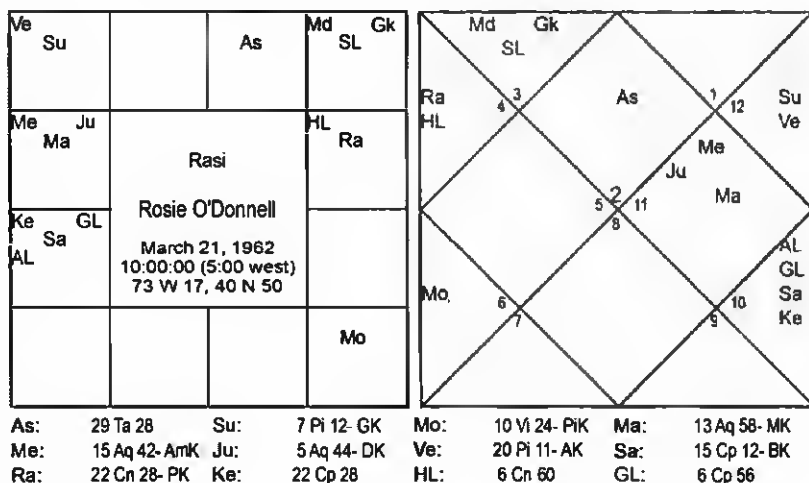 Ve
Su
As
Md Gk
SL
Me Ju
Ma
HL
Ra
Ke GL
Sa
AL
Mo
Rasi
Rosie O'Donnell
March 21, 1962
10:00:00 (5:00 west)
73 W 17, 40 N 50
Md Gk
SL
Ra
HL
4 3
As
1 12
Su
Ve
Me
Ju
Ma
5 2 11
8
Mo
6
7
AL
GL
Sa
Ke
10
9
As: 29 Ta 28 Su: 7 Pi 12- GK Mo: 10 Vi 24- PiK Ma: 13 Aq 58- MK
Me: 15 Aq 42- AmK Ju: 5 Aq 44- DK Ve: 20 Pi 11- AK Sa: 15 Cp 12- BK
Ra: 22 Cn 28- PK Ke: 22 Cp 28 HL: 6 Cn 60 GL: 6 Cp 56